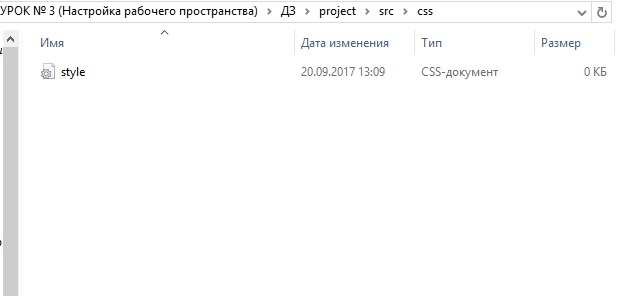 УРОК № 3 (Настройка рабочего пространства) > ДЗ > project > src > css
Имя Дата изменения Тип Размер
style 20.09.2017 13:09 CSS-документ 0 КБ